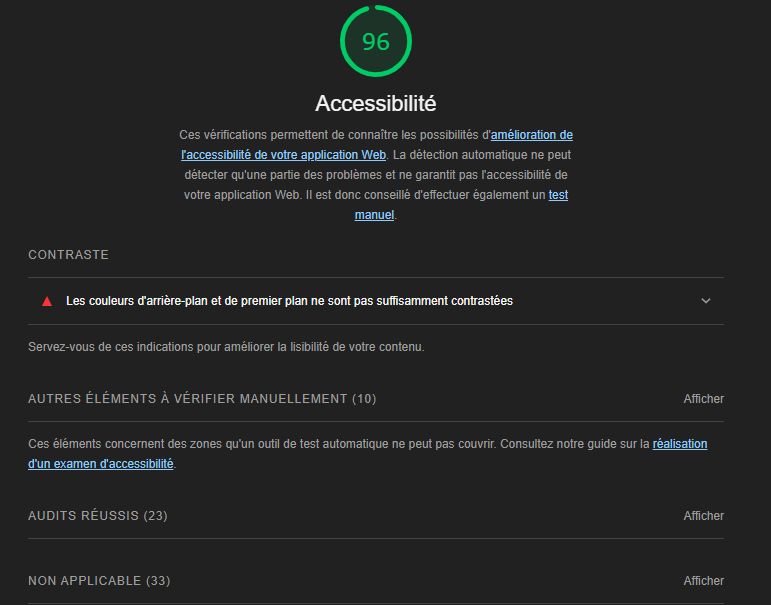 96
Accessibilité
Ces vérifications permettent de connaître les possibilités d'amélioration de
l'accessibilité de votre application Web. La détection automatique ne peut
détecter qu'une partie des problèmes et ne garantit pas l'accessibilité de
votre application Web. Il est donc conseillé d'effectuer également un test
manuel.
CONTRASTE
Les couleurs d'arrière-plan et de premier plan ne sont pas suffisamment contrastées
Servez-vous de ces indications pour améliorer la lisibilité de votre contenu.
AUTRES ÉLÉMENTS À VÉRIFIER MANUELLEMENT (10) Afficher
Ces éléments concernent des zones qu'un outil de test automatique ne peut pas couvrir. Consultez notre guide sur la réalisation
d'un examen d'accessibilité.
AUDITS RÉUSSIS (23) Afficher
NON APPLICABLE (33) Afficher